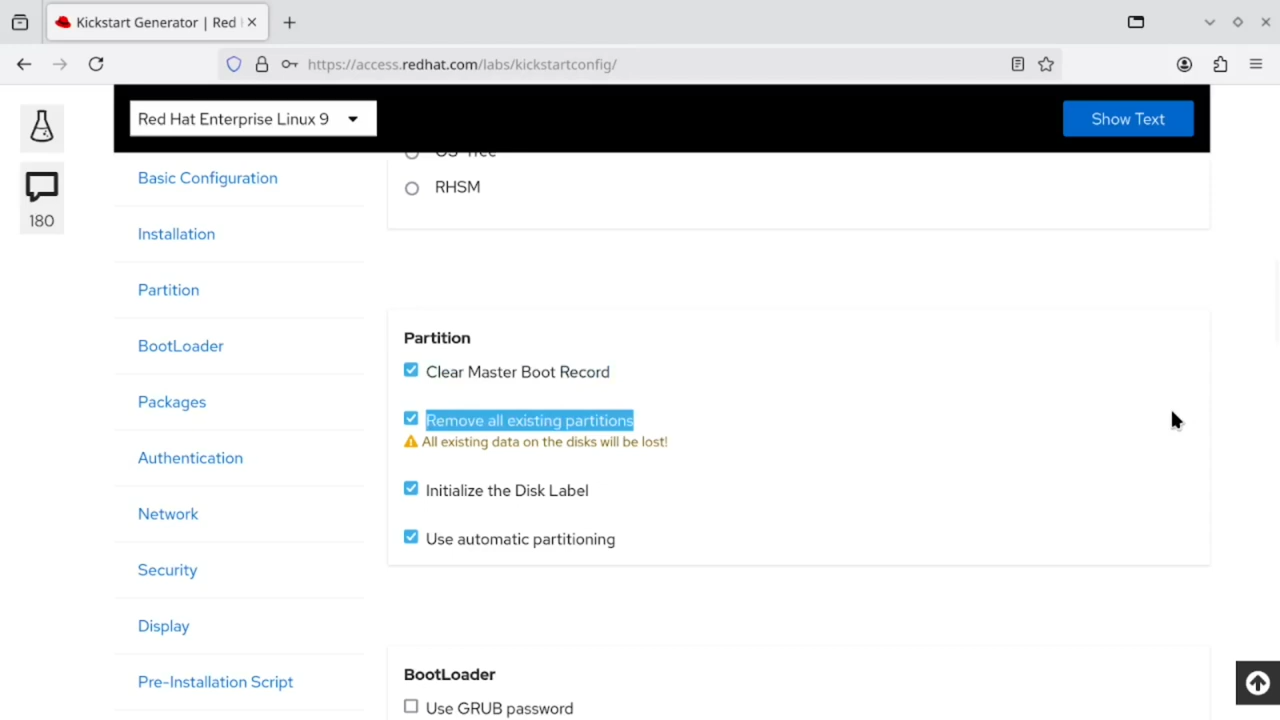 Kickstart Generator | Red
https://access.redhat.com/labs/kickstartconfig/
Red Hat Enterprise Linux 9
Show Text
180
Basic Configuration
Installation
Partition
BootLoader
Packages
Authentication
Network
Security
Display
Pre-Installation Script
RHSM
Partition
Clear Master Boot Record
Remove all existing partitions
All existing data on the disks will be lost!
Initialize the Disk Label
Use automatic partitioning
BootLoader
Use GRUB password